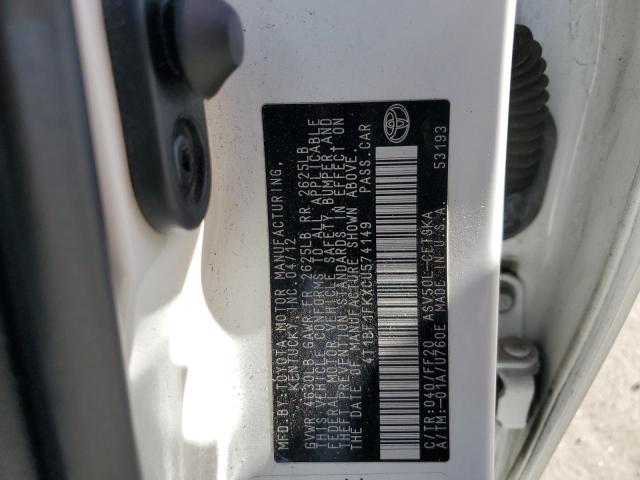 MFD.BY:TOYOTA MOTOR MANUFACTURING,
KENTUCKY, INC. 04/12
GVWR 4630LB GAWR FR 2625LB RR 2625LB
THIS VEHICLE CONFORMS TO ALL APPLICABLE
FEDERAL MOTOR VEHICLE SAFETY, BUMPER, AND
THEFT PREVENTION STANDARDS IN EFFECT ON
THE DATE OF MANUFACTURE SHOWN ABOVE.
4T1BF1FKXCU574149 PASS.CAR
C/TR:040/FF20 ASV50L-CETGKA
A/TM:-01A/U760E MADE IN U.S.A.
53193